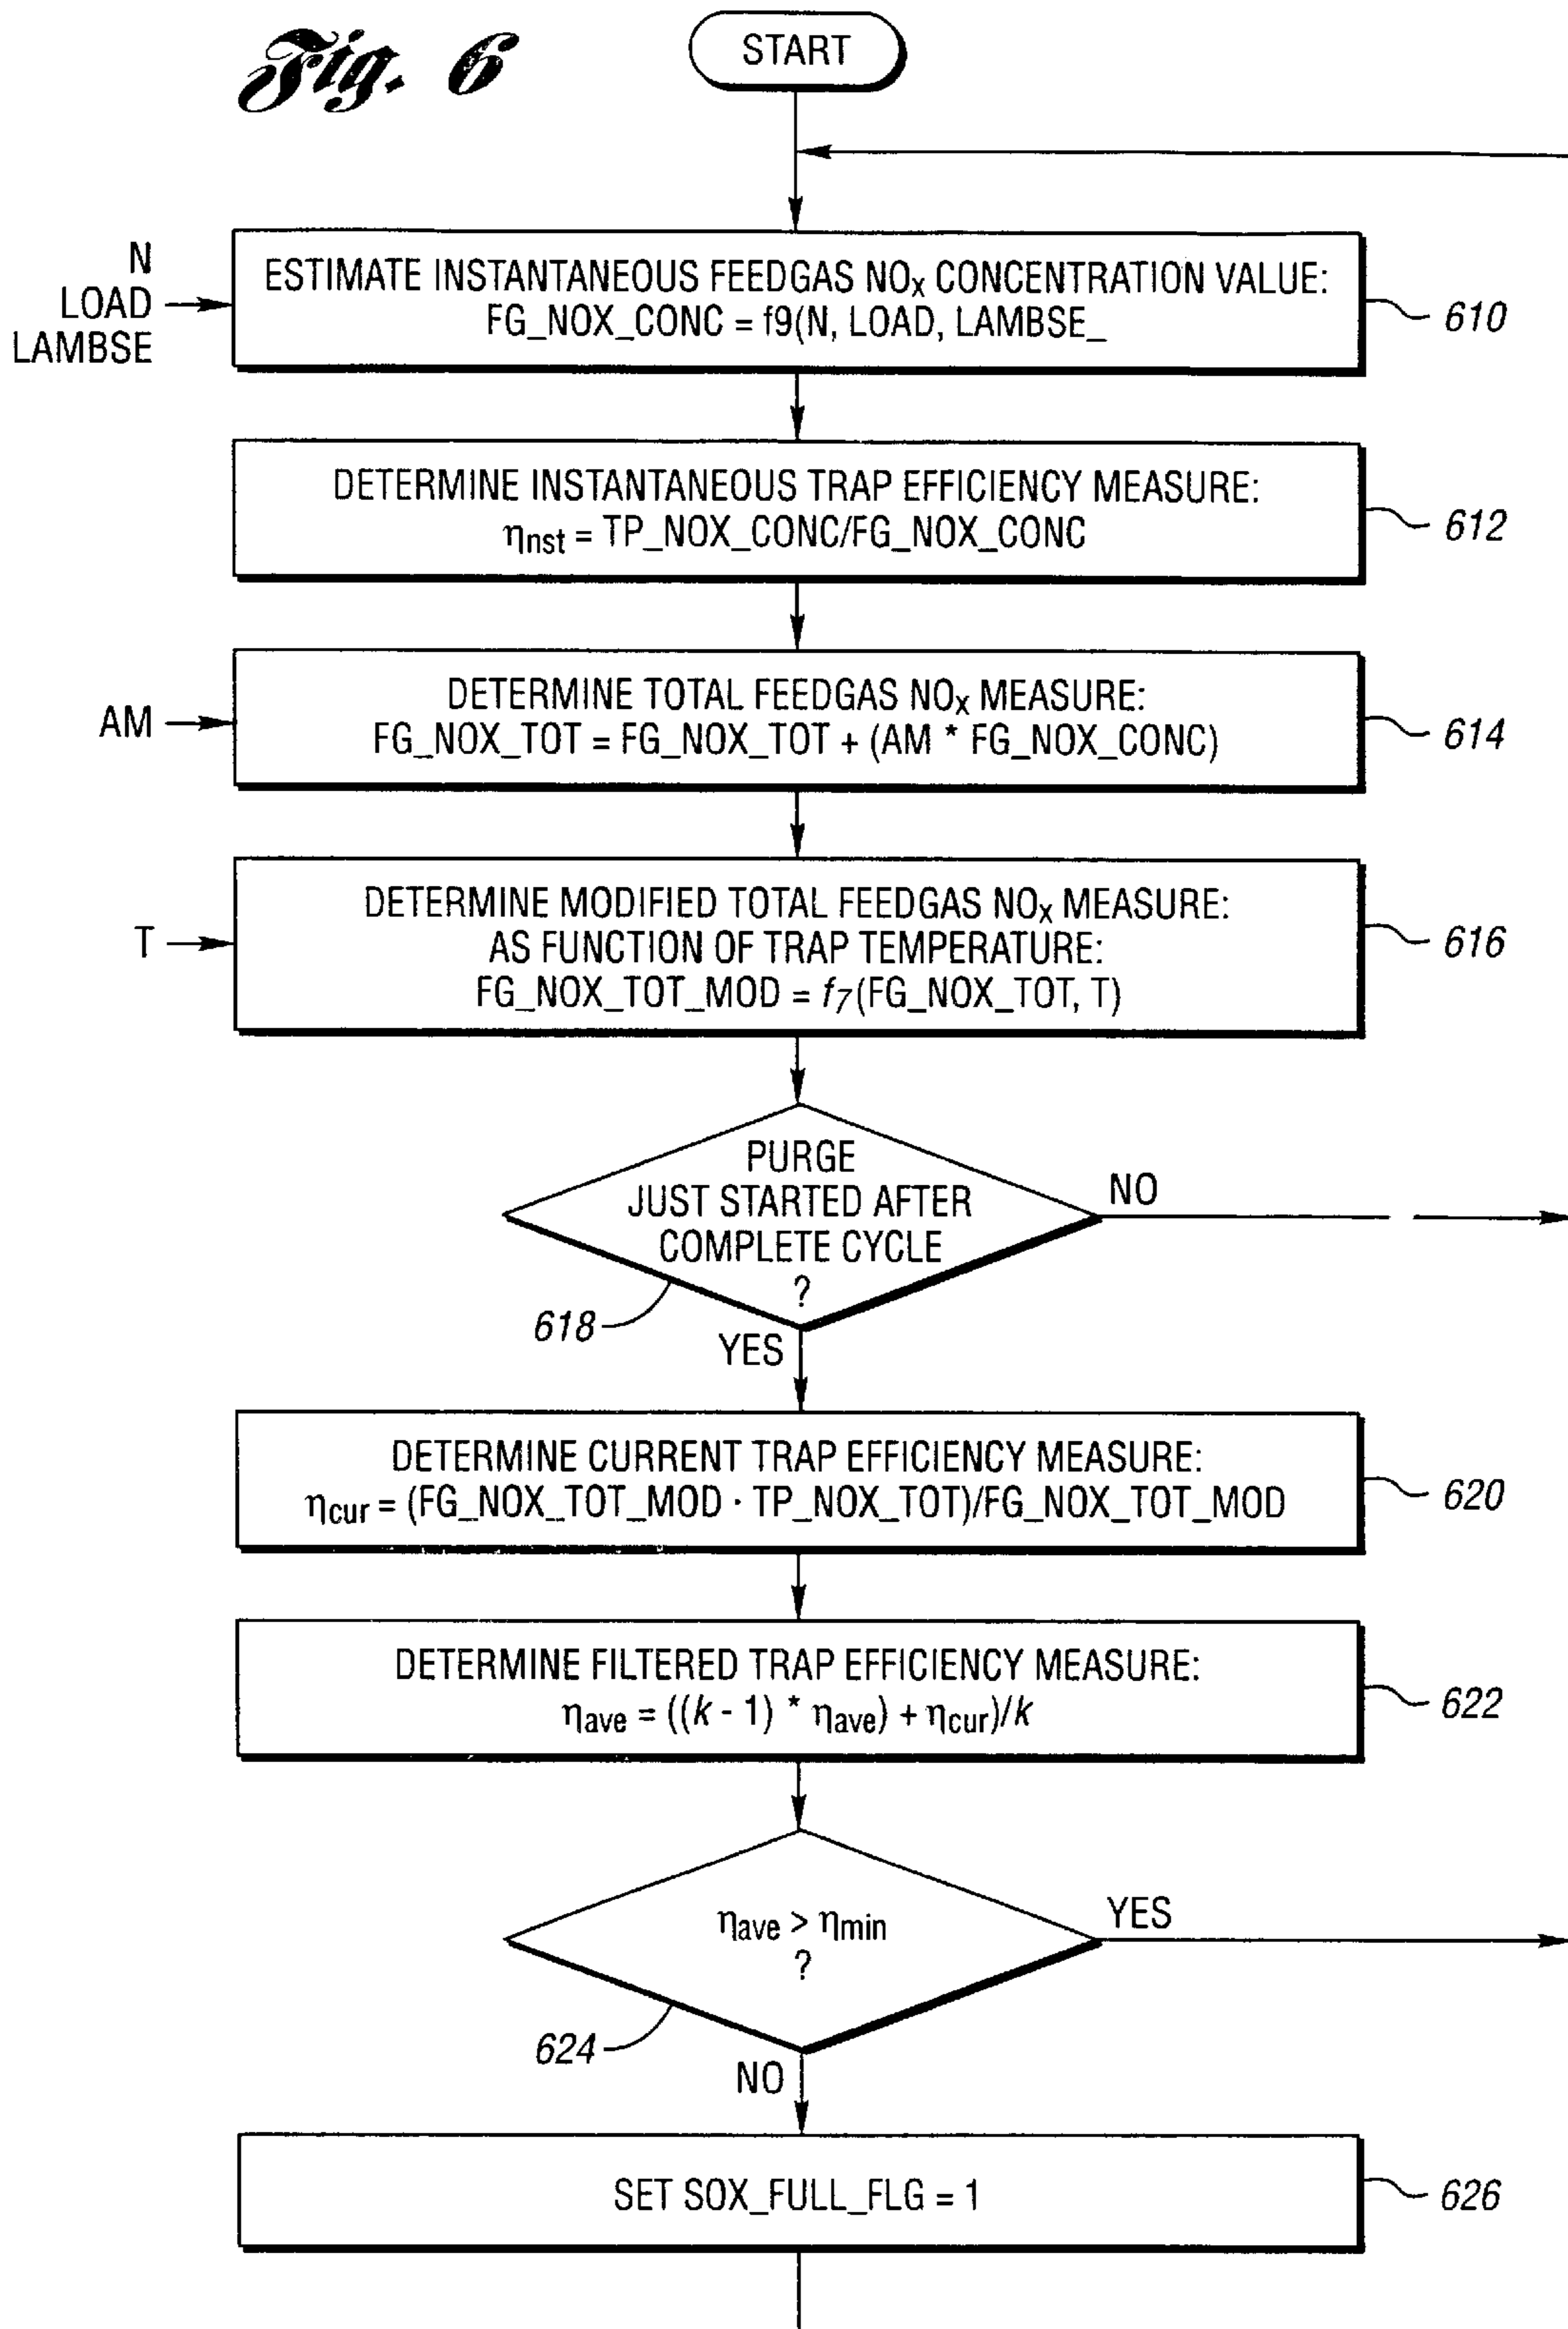 Fig. 6
START
N
LOAD
LAMBSE
ESTIMATE INSTANTANEOUS FEEDGAS NOx CONCENTRATION VALUE:
FG_NOX_CONC = f9(N, LOAD, LAMBSE_
610
DETERMINE INSTANTANEOUS TRAP EFFICIENCY MEASURE:
ηnst = TP_NOX_CONC/FG_NOX_CONC
612
AM
DETERMINE TOTAL FEEDGAS NOx MEASURE:
FG_NOX_TOT = FG_NOX_TOT + (AM * FG_NOX_CONC)
614
T
DETERMINE MODIFIED TOTAL FEEDGAS NOx MEASURE:
AS FUNCTION OF TRAP TEMPERATURE:
FG_NOX_TOT_MOD = f7(FG_NOX_TOT, T)
616
PURGE
JUST STARTED AFTER
COMPLETE CYCLE
?
NO
618
YES
DETERMINE CURRENT TRAP EFFICIENCY MEASURE:
ηcur = (FG_NOX_TOT_MOD · TP_NOX_TOT)/FG_NOX_TOT_MOD
620
DETERMINE FILTERED TRAP EFFICIENCY MEASURE:
ηave = ((k - 1) * ηave) + ηcur)/k
622
ηave > ηmin
?
YES
624
NO
SET SOX_FULL_FLG = 1
626